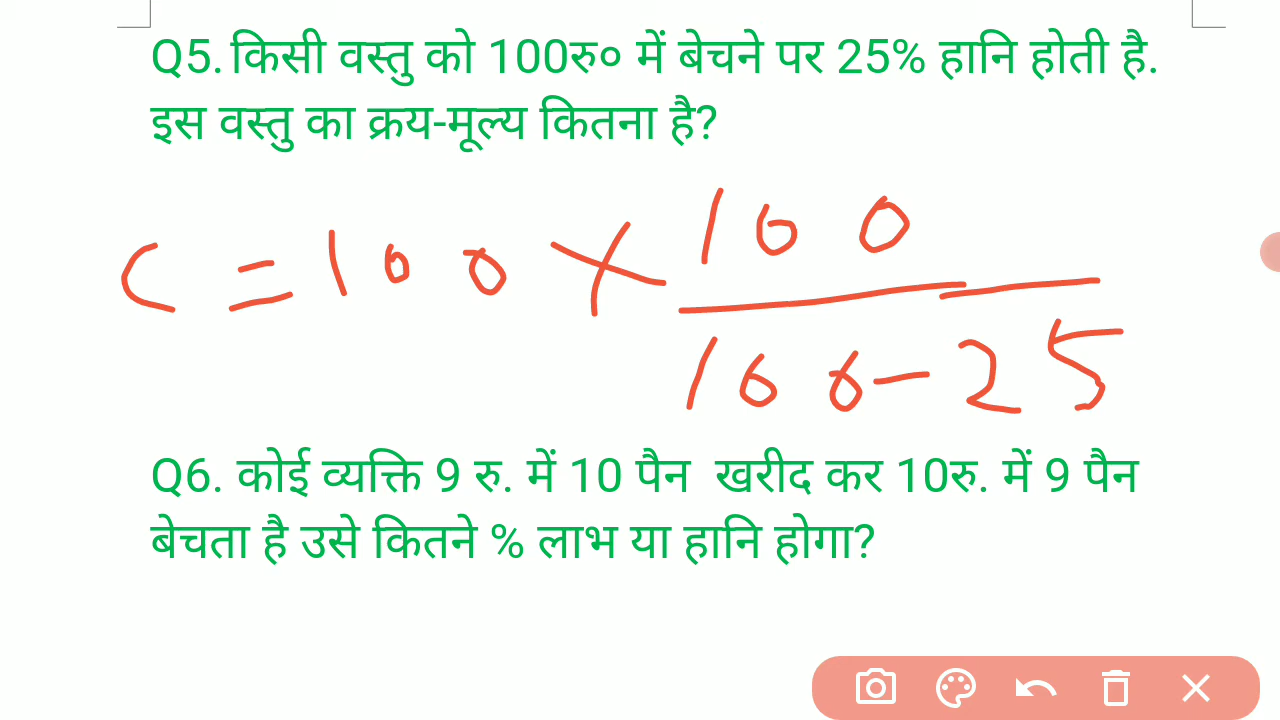 Q5. किसी वस्तु को 100रु० में बेचने पर 25% हानि होती है.
इस वस्तु का क्रय-मूल्य कितना है?
C = 100 × 100
100 - 25
Q6. कोई व्यक्ति 9 रु. में 10 पैन खरीद कर 10रु. में 9 पैन
बेचता है उसे कितने % लाभ या हानि होगा?